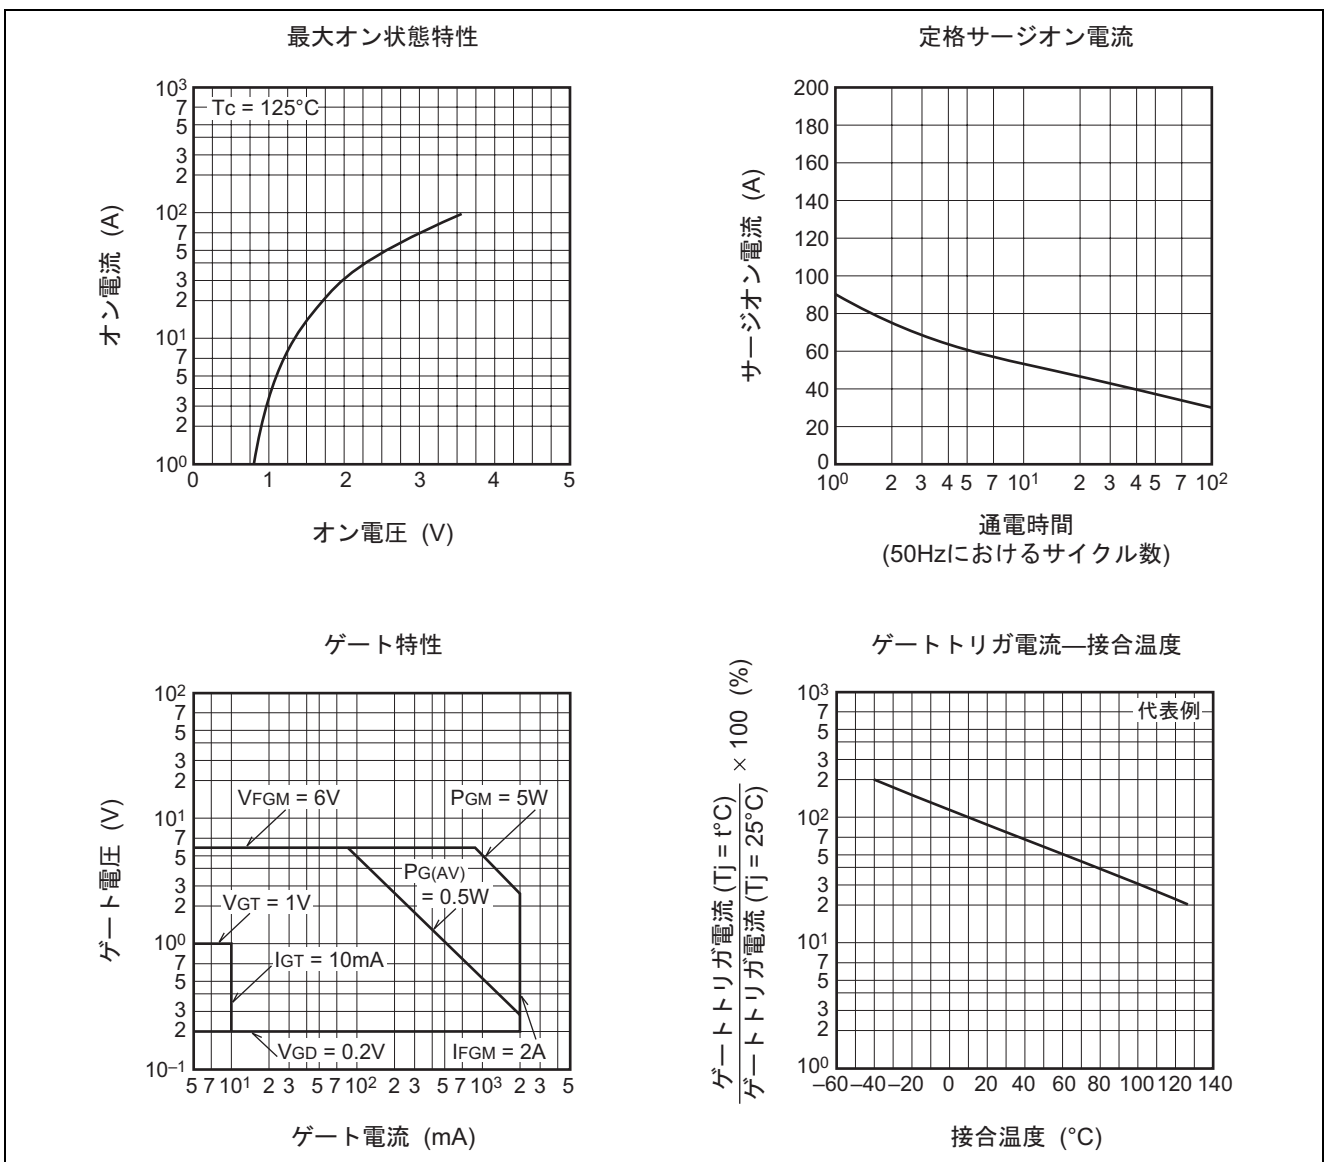 最大オン状態特性
10³
7
5
3
2
10²
7
5
3
2
10¹
7
5
3
2
10⁰
Tc = 125°C
オン電流 (A)
0 1 2 3 4 5
オン電圧 (V)
定格サージオン電流
200
180
160
140
120
100
80
60
40
20
0
サージオン電流 (A)
10⁰ 2 3 4 5 7 10¹ 2 3 4 5 7 10²
通電時間
(50Hzにおけるサイクル数)
ゲート特性
10²
7
5
3
2
10¹
7
5
3
2
10⁰
7
5
3
2
10–¹
ゲート電圧 (V)
VFGM = 6V
PGM = 5W
PG(AV)
= 0.5W
VGT = 1V
IGT = 10mA
VGD = 0.2V
IFGM = 2A
5 7 10¹ 2 3 5 7 10² 2 3 5 7 10³ 2 3 5
ゲート電流 (mA)
ゲートトリガ電流—接合温度
10³
7
5
3
2
10²
7
5
3
2
10¹
7
5
3
2
10⁰
代表例
ゲートトリガ電流 (Tj = t°C)
ゲートトリガ電流 (Tj = 25°C)
× 100 (%)
–60 –40 –20 0 20 40 60 80 100 120 140
接合温度 (°C)